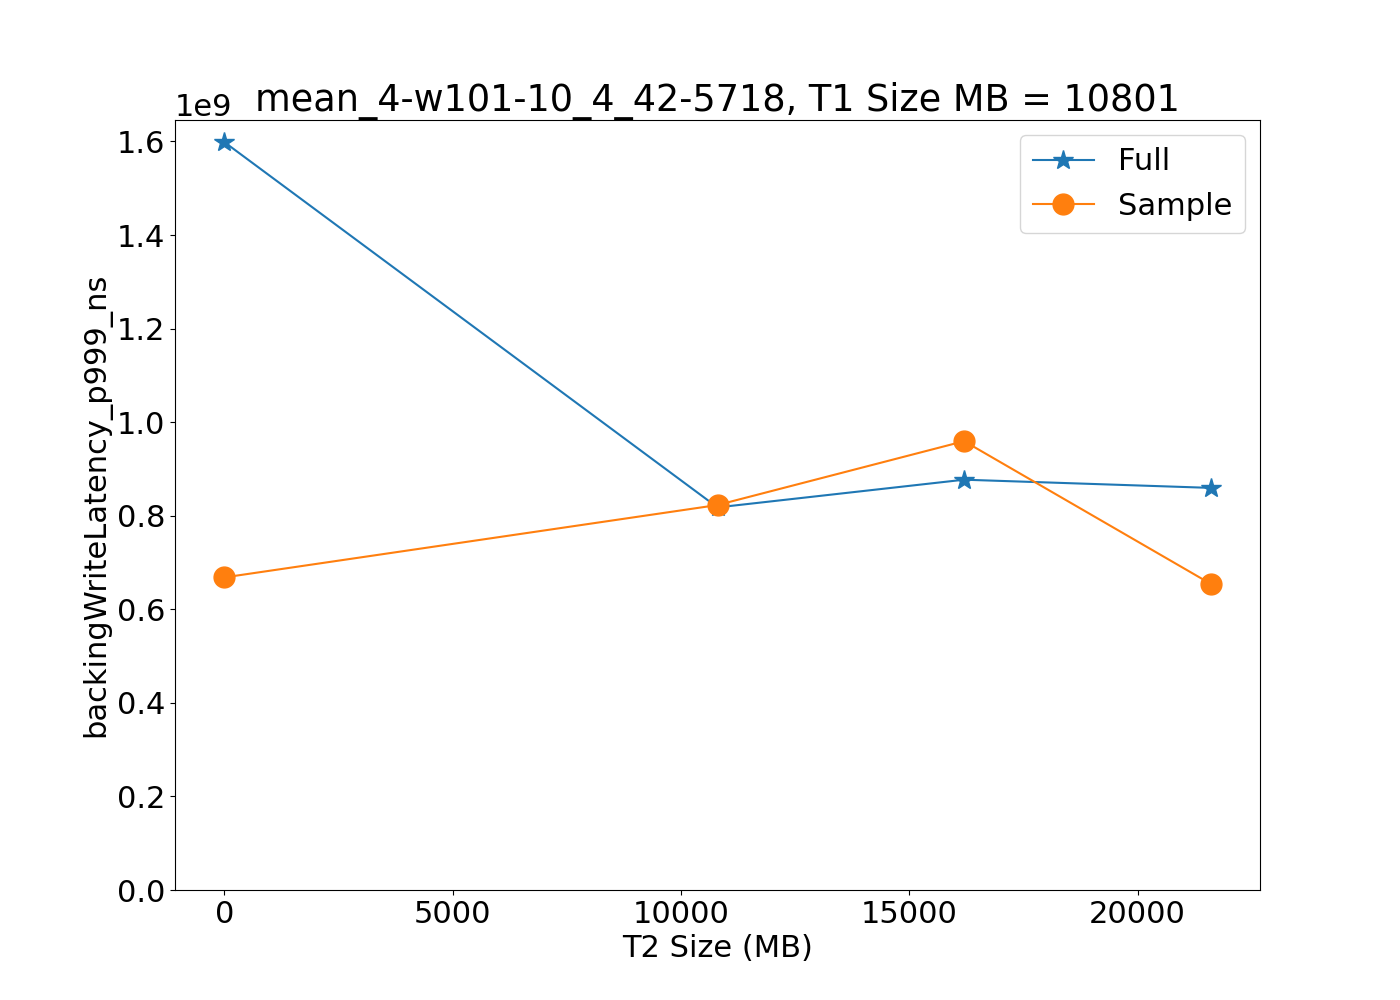 1e9
mean_4-w101-10_4_42-5718, T1 Size MB = 10801
Full
Sample
1.6
1.4
1.2
1.0
0.8
0.6
0.4
0.2
0.0
backingWriteLatency_p999_ns
0 5000 10000 15000 20000
T2 Size (MB)